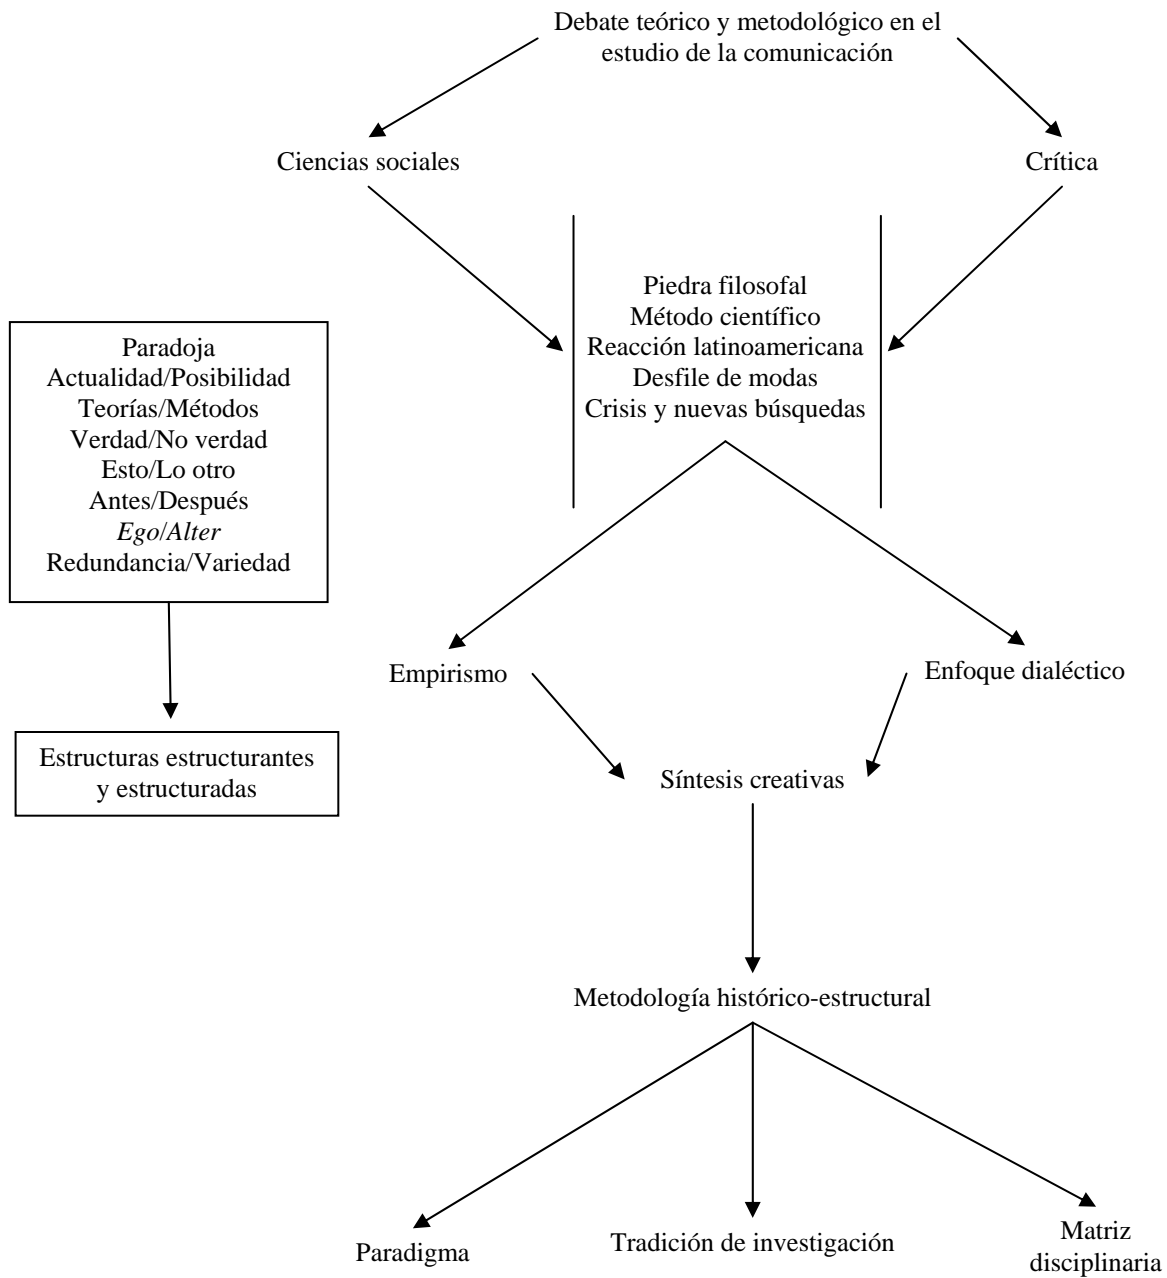 Debate teórico y metodológico en el
estudio de la comunicación
Ciencias sociales
Crítica
Piedra filosofal
Método científico
Reacción latinoamericana
Desfile de modas
Crisis y nuevas búsquedas
Paradoja
Actualidad/Posibilidad
Teorías/Métodos
Verdad/No verdad
Esto/Lo otro
Antes/Después
Ego/Alter
Redundancia/Variedad
Empirismo
Enfoque dialéctico
Estructuras estructurantes
y estructuradas
Síntesis creativas
Metodología histórico-estructural
Paradigma
Tradición de investigación
Matriz
disciplinaria